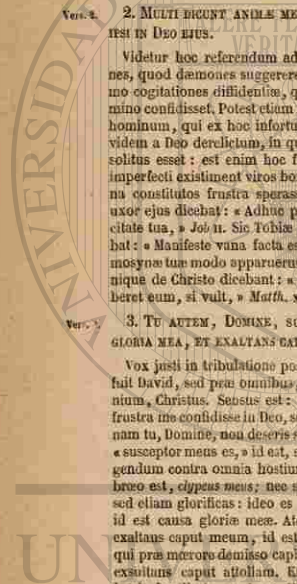 Vers. 2. 2. MULTI DICUNT ANIMÆ ME
IPSI IN DEO EJUS.
Videtur hoc referendum ad
nes, quod dæmones suggerere
mo cogitationes diffidentiæ, q
mino confidisset. Potest etiam
hominum, qui ex hoc infortu
videm a Deo derelictum, in qu
solitus esset : est enim hoc f
imperfecti existiment viros bo
na constitutos frustra speras
uxor ejus dicebat : « Adhuc p
citate tua, » Job II. Sic Tobiæ
bat : « Manifeste vana facta es
mosynæ tuæ modo apparueru
nique de Christo dicebant : «
beret eum, si vult, » Matth. x
Vers. 3. TU AUTEM, DOMINE, SU
GLORIA MEA, ET EXALTANS CAP
Vox justi in tribulatione po
fuit David, sed præ omnibus
nium, Christus. Sensus est :
frustra me confidisse in Deo, s
nam tu, Domine, non deseris s
« susceptor meus es, » id est, s
gendum contra omnia hostiu
bræo est, clypeus meus; nec s
sed etiam glorificas : ideo es
id est causa gloriæ meæ. At
exaltans caput meum, id est
qui præ mœrore demisso capi
exsultans caput attollam. E